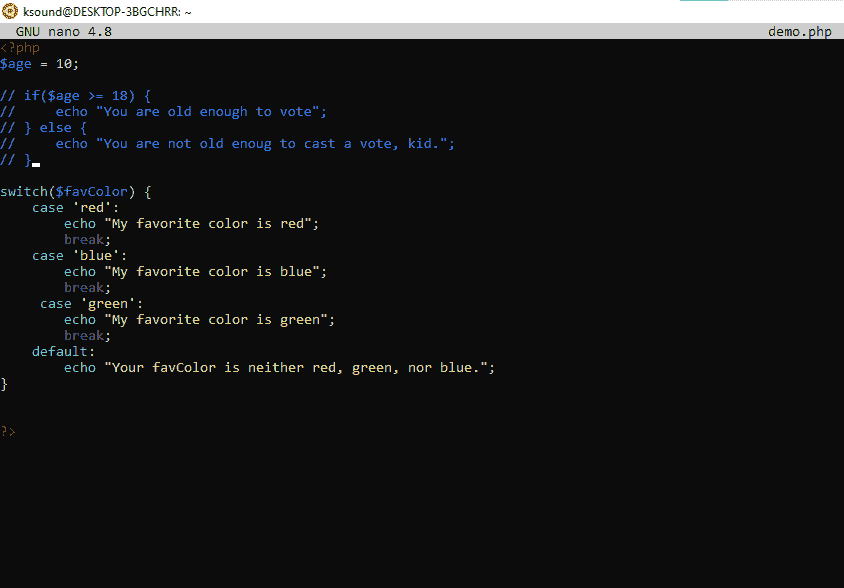 ksound@DESKTOP-3BGCHRR: ~
GNU nano 4.8 demo.php
<?php
$age = 10;
// if($age >= 18) {
//     echo "You are old enough to vote";
// } else {
//     echo "You are not old enoug to cast a vote, kid.";
// }
switch($favColor) {
    case 'red':
        echo "My favorite color is red";
        break;
    case 'blue':
        echo "My favorite color is blue";
        break;
     case 'green':
        echo "My favorite color is green";
        break;
    default:
        echo "Your favColor is neither red, green, nor blue.";
}
?>